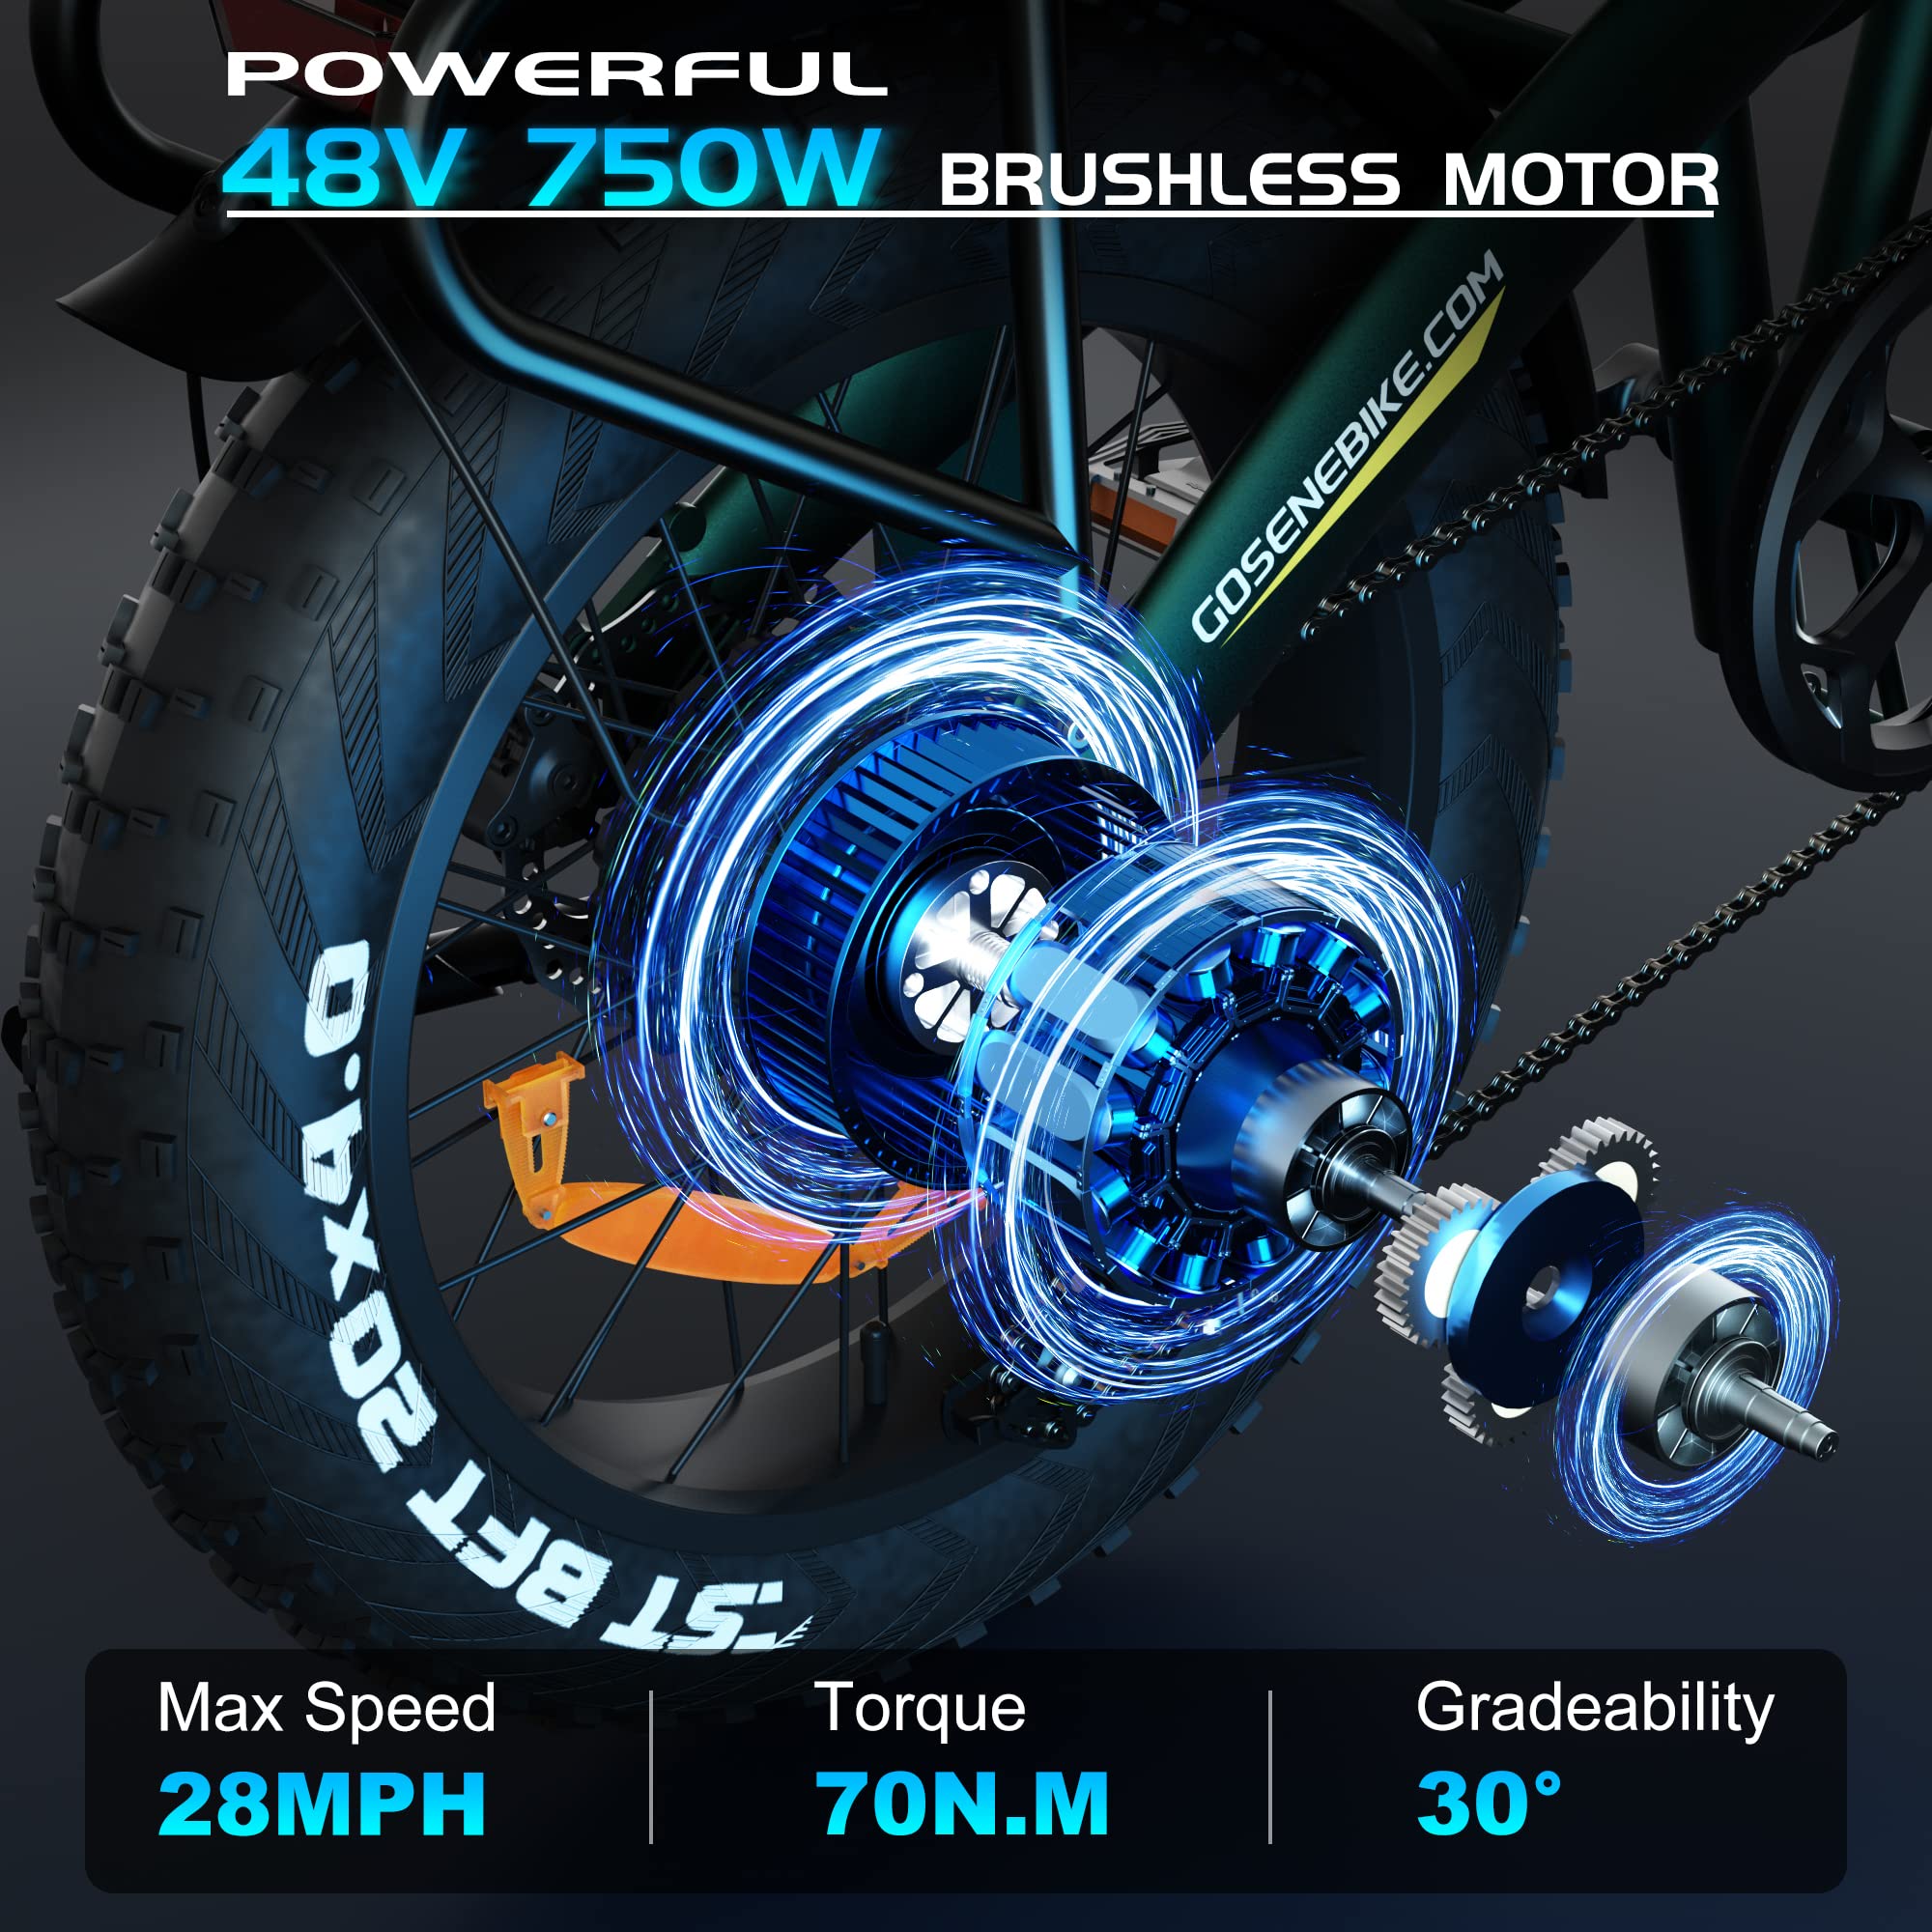 POWERFUL
48V 750W BRUSHLESS MOTOR
GOSENEBIKE.COM
ST BFT 20x4.0
Max Speed
28MPH
Torque
70N.M
Gradeability
30°